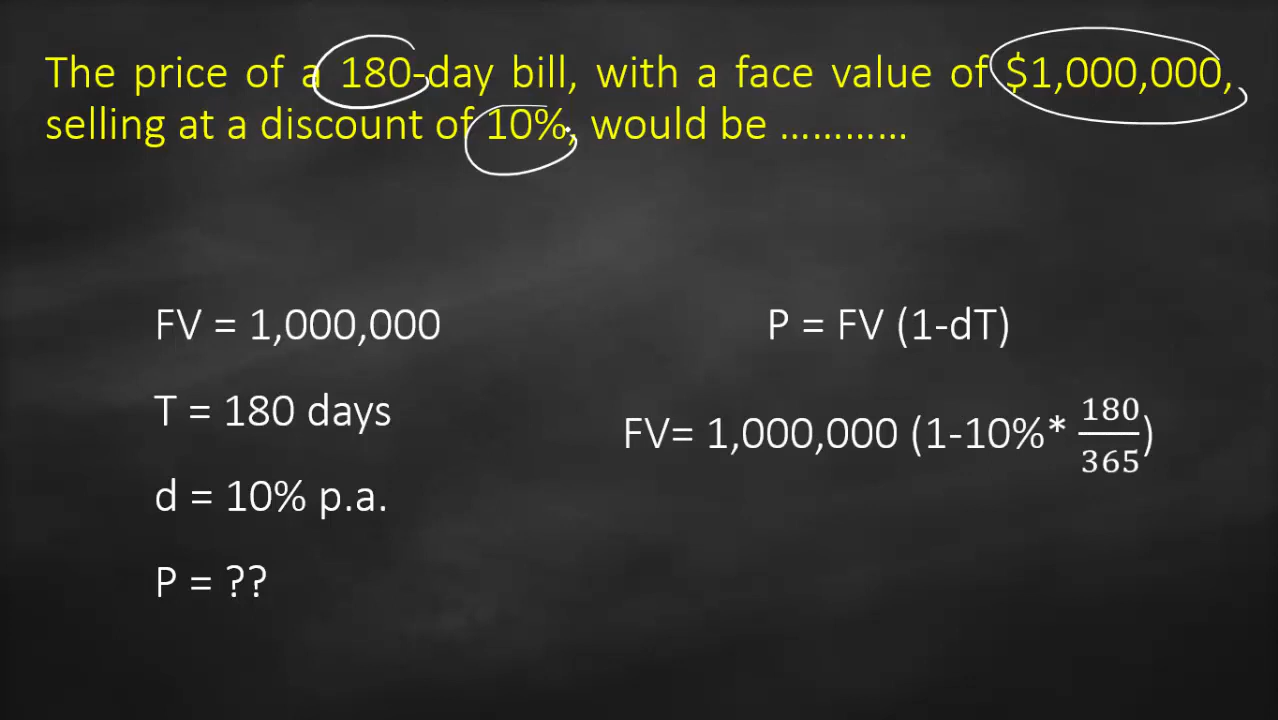 The price of a 180-day bill, with a face value of $1,000,000,
selling at a discount of 10%, would be …………
FV = 1,000,000
T = 180 days
d = 10% p.a.
P = ??
P = FV (1-dT)
FV= 1,000,000 (1-10%* 180/365)